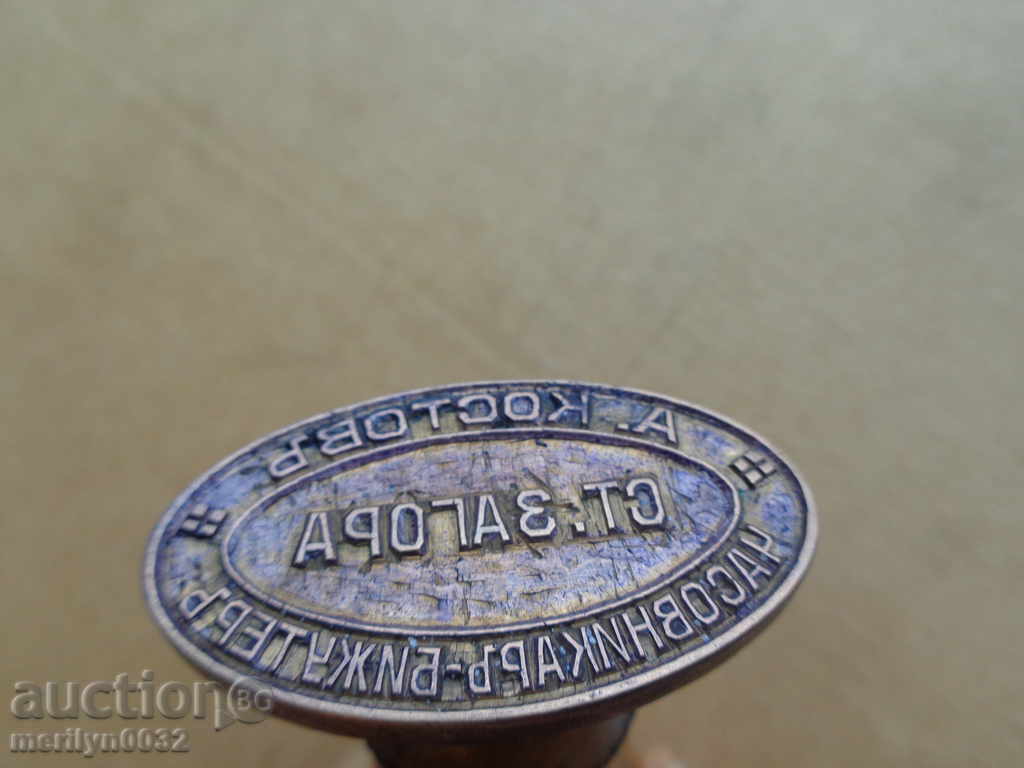 А. КОСТОВЪ
СТ. ЗАГОРА
ЧАСОВНИКАРЪ-БИЖУТЕРЪ
auction BG
merilyn0032